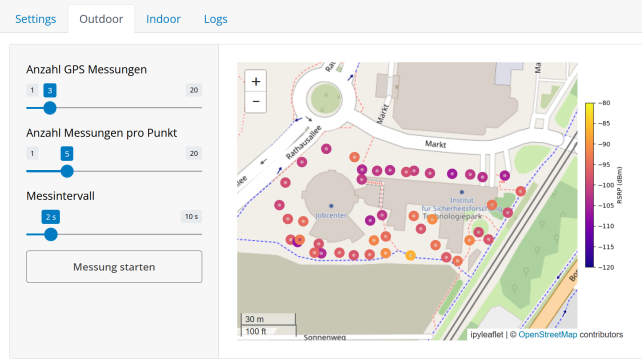 Settings
Outdoor
Indoor
Logs
Anzahl GPS Messungen
1
3
20
Anzahl Messungen pro Punkt
1
5
20
Messintervall
2 s
10 s
Messung starten
+
−
Rathausallee
Markt
Markt
Ma
Jobcenter
Institut
für Sicherheitsforschung
Technologiepark
30 m
100 ft
Sonnenweg
ipyleaflet | © OpenStreetMap contributors
−80
−85
−90
−95
−100
−105
−110
−115
−120
RSRP (dBm)